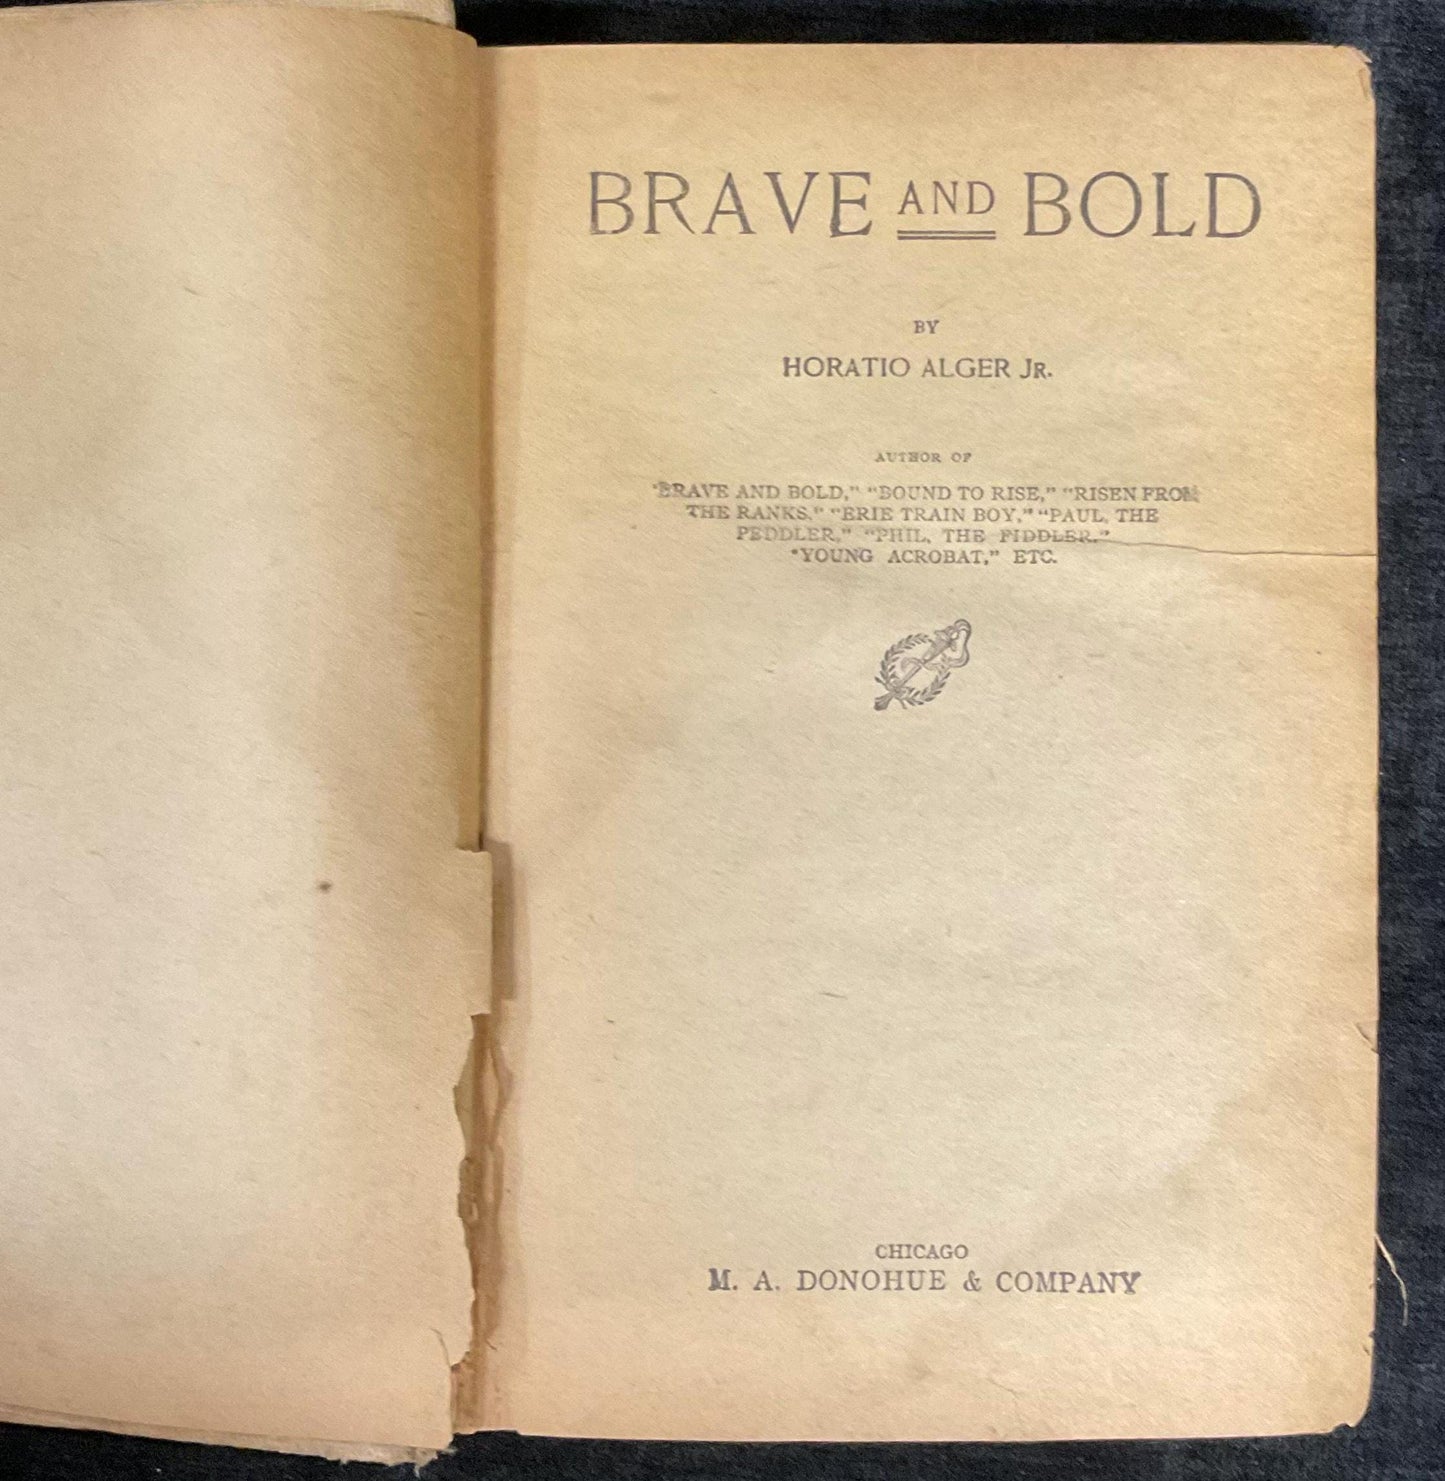 BRAVE AND BOLD
BY
HORATIO ALGER JR.
AUTHOR OF
"BRAVE AND BOLD," "BOUND TO RISE," "RISEN FROM
THE RANKS," "ERIE TRAIN BOY," "PAUL, THE
PEDDLER," "PHIL, THE FIDDLER,"
"YOUNG ACROBAT," ETC.
CHICAGO
M. A. DONOHUE & COMPANY